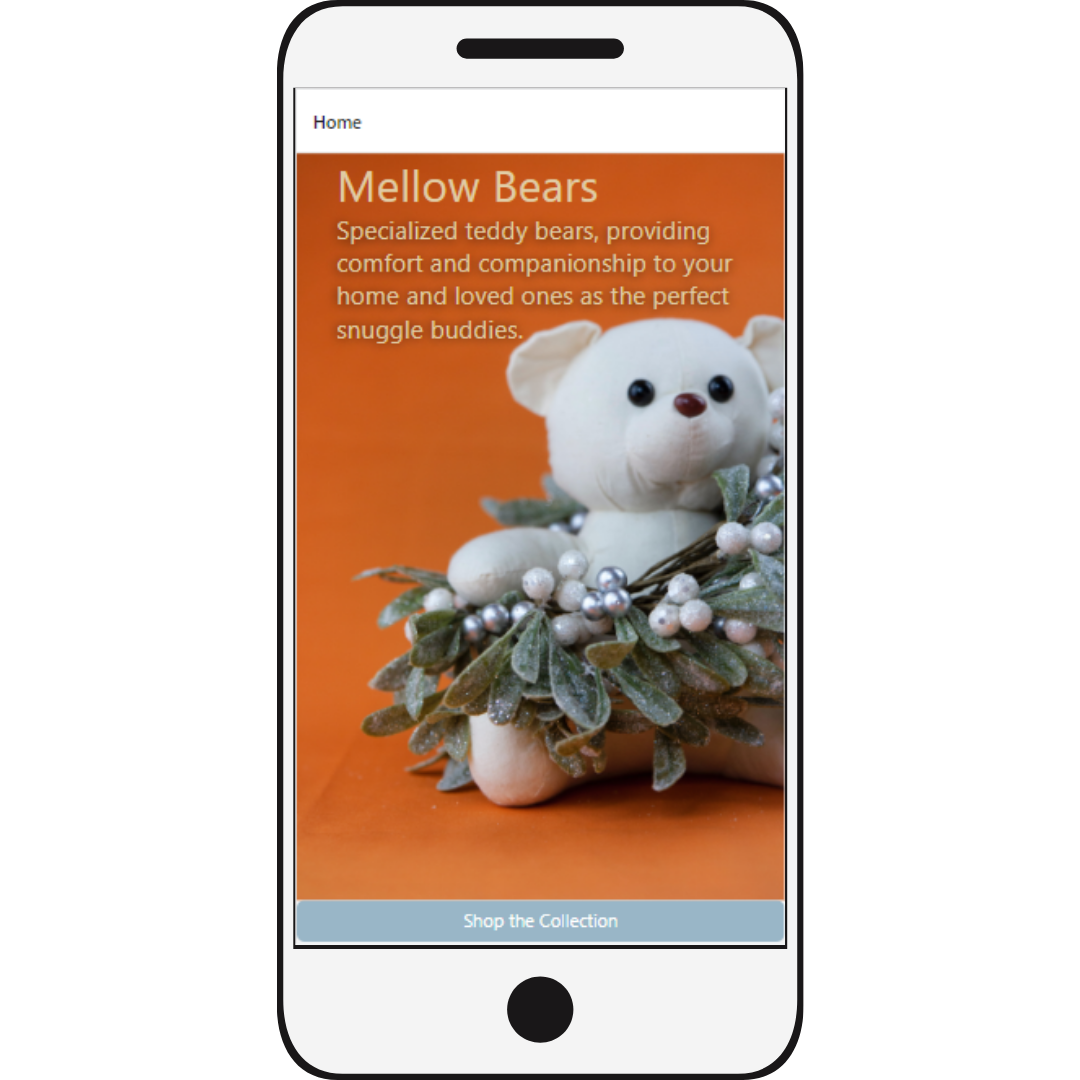 Home
Mellow Bears
Specialized teddy bears, providing
comfort and companionship to your
home and loved ones as the perfect
snuggle buddies.
Shop the Collection